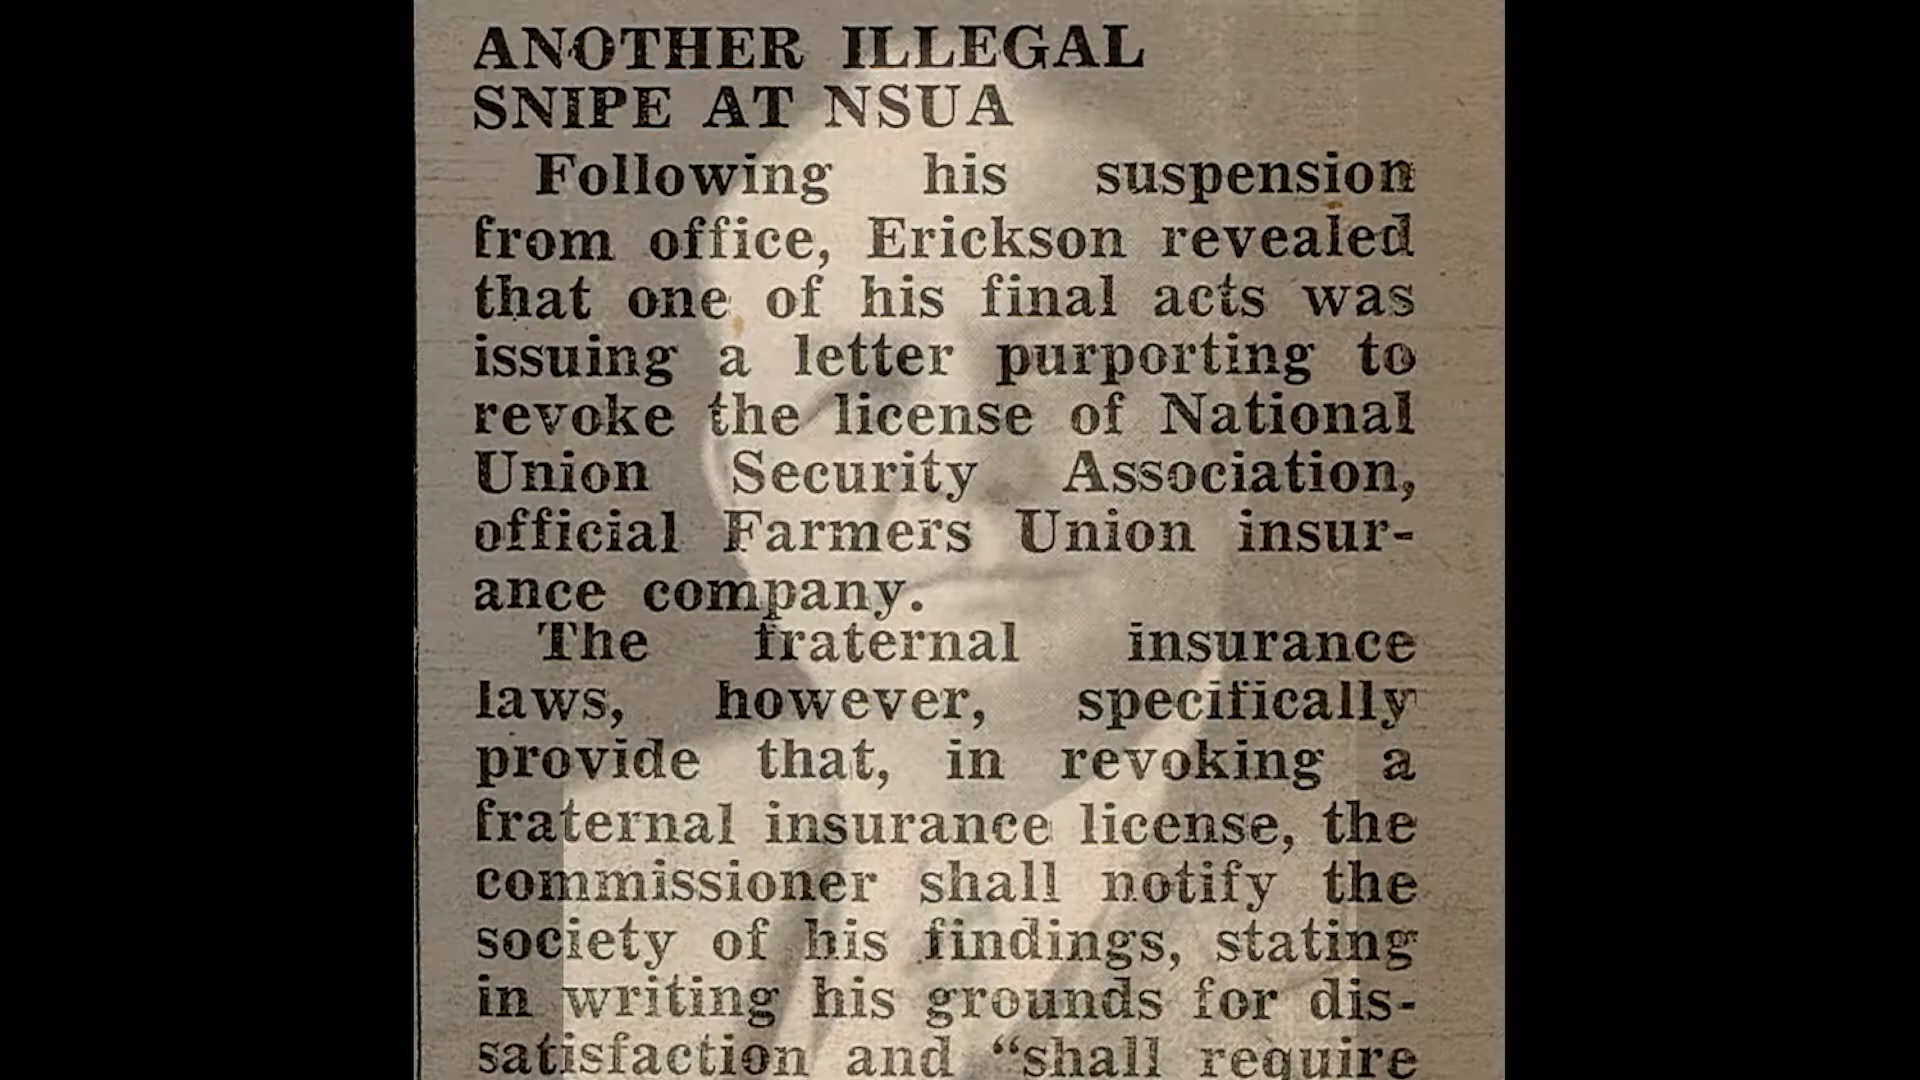 ANOTHER ILLEGAL
SNIPE AT NSUA
Following his suspension
from office, Erickson revealed
that one of his final acts was
issuing a letter purporting to
revoke the license of National
Union Security Association,
official Farmers Union insur-
ance company.
The fraternal insurance
laws, however, specifically
provide that, in revoking a
fraternal insurance license, the
commissioner shall notify the
society of his findings, stating
in writing his grounds for dis-
satisfaction and “shall require